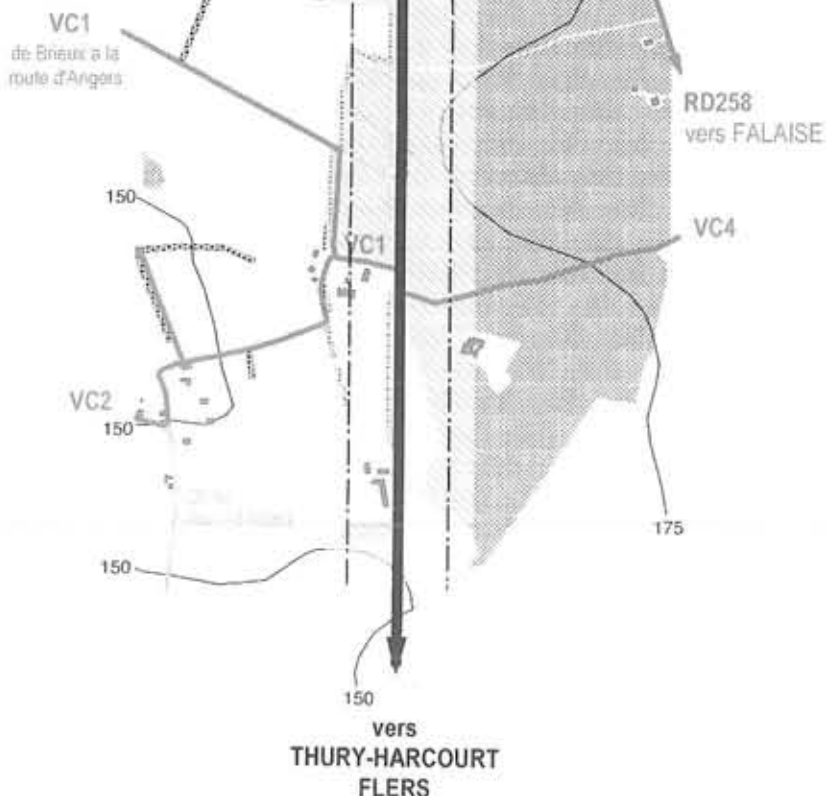 VC1
de Brieux a la
route d'Angers
RD258
vers FALAISE
150
VC1
VC4
VC2
150
175
150
150
vers
THURY-HARCOURT
FLERS